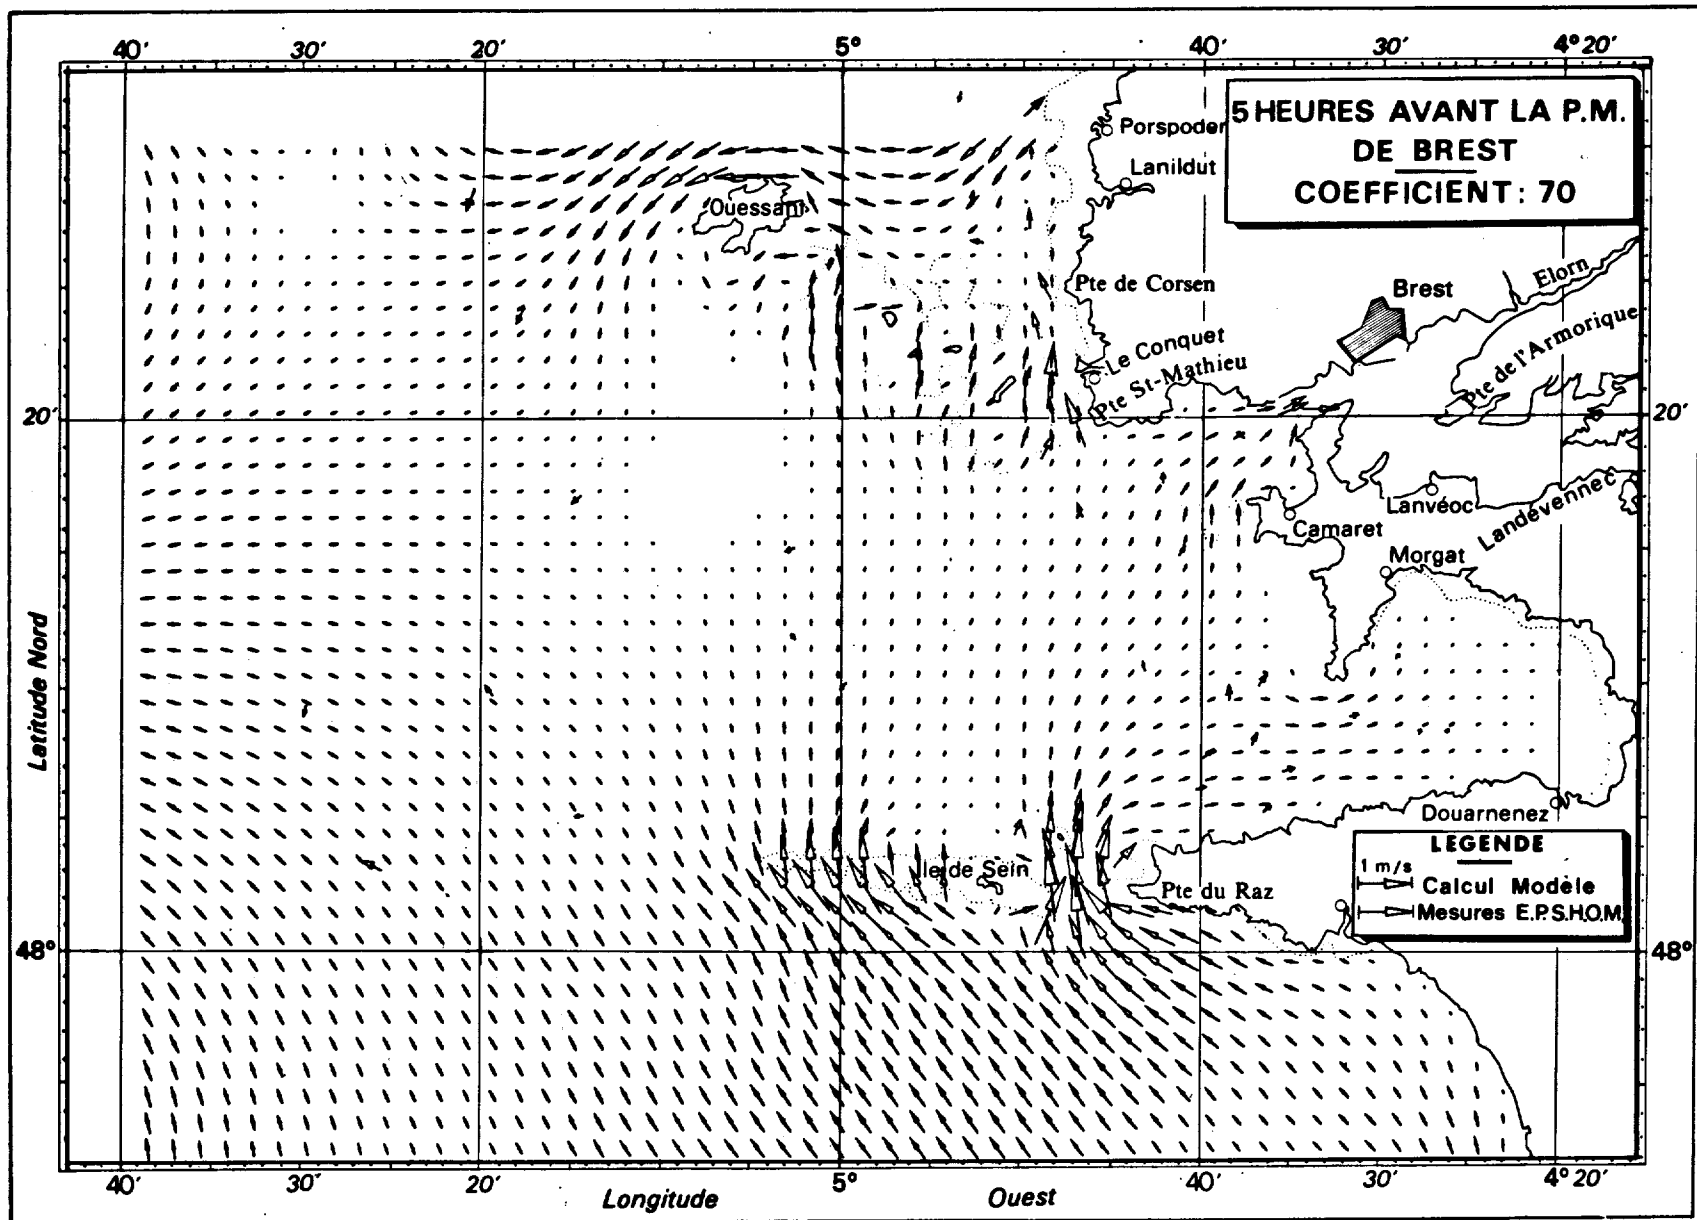 40′ 30′ 20′ 5° 40′ 30′ 4° 20′
5 HEURES AVANT LA P.M.
DE BREST
COEFFICIENT : 70
Porspoder
Lanildut
Ouessant
Pte de Corsen
Brest
Elorn
Pte de l'Armorique
Le Conquet
Pte St-Mathieu
20′ 20′
Lanvéoc
Landévennec
Camaret
Morgat
Latitude Nord
Douarnenez
LEGENDE
1 m/s
Calcul Modèle
Mesures E.P.S.H.O.M.
Ile de Sein
Pte du Raz
48° 48°
40′ 30′ 20′ 5° 40′ 30′ 4° 20′
Longitude Ouest